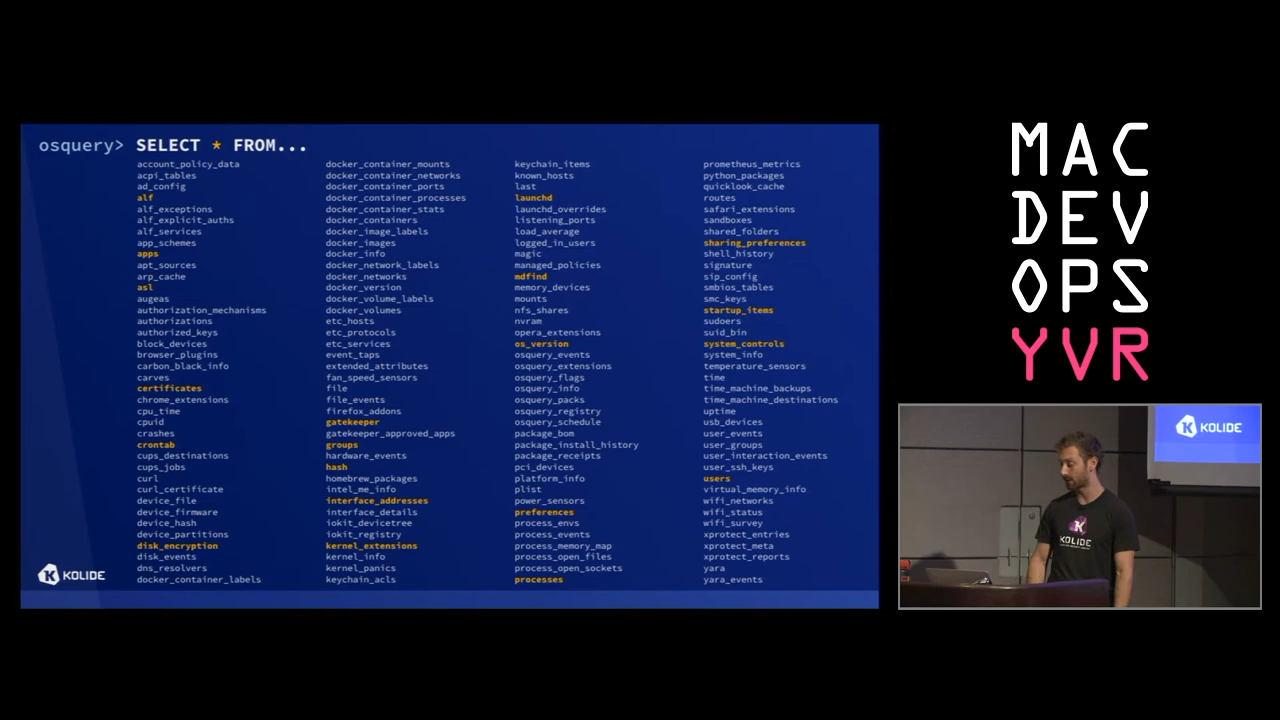 osquery> SELECT * FROM...
account_policy_data
acpi_tables
ad_config
alf
alf_exceptions
alf_explicit_auths
alf_services
app_schemes
apps
apt_sources
arp_cache
asl
augeas
authorization_mechanisms
authorizations
authorized_keys
block_devices
browser_plugins
carbon_black_info
carves
certificates
chrome_extensions
cpu_time
cpuid
crashes
crontab
cups_destinations
cups_jobs
curl
curl_certificate
device_file
device_firmware
device_hash
device_partitions
disk_encryption
disk_events
dns_resolvers
docker_container_labels
docker_container_mounts
docker_container_networks
docker_container_ports
docker_container_processes
docker_container_stats
docker_containers
docker_image_labels
docker_images
docker_info
docker_network_labels
docker_networks
docker_version
docker_volume_labels
docker_volumes
etc_hosts
etc_protocols
etc_services
event_taps
extended_attributes
fan_speed_sensors
file
file_events
firefox_addons
gatekeeper
gatekeeper_approved_apps
groups
hardware_events
hash
homebrew_packages
intel_me_info
interface_addresses
interface_details
iokit_devicetree
iokit_registry
kernel_extensions
kernel_info
kernel_panics
keychain_acls
keychain_items
known_hosts
last
launchd
launchd_overrides
listening_ports
load_average
logged_in_users
magic
managed_policies
mdfind
memory_devices
mounts
nfs_shares
nvram
opera_extensions
os_version
osquery_events
osquery_extensions
osquery_flags
osquery_info
osquery_packs
osquery_registry
osquery_schedule
package_bom
package_install_history
package_receipts
pci_devices
platform_info
plist
power_sensors
preferences
process_envs
process_events
process_memory_map
process_open_files
process_open_sockets
processes
prometheus_metrics
python_packages
quicklook_cache
routes
safari_extensions
sandboxes
shared_folders
sharing_preferences
shell_history
signature
sip_config
smbios_tables
smc_keys
startup_items
sudoers
suid_bin
system_controls
system_info
temperature_sensors
time
time_machine_backups
time_machine_destinations
uptime
usb_devices
user_events
user_groups
user_interaction_events
user_ssh_keys
users
virtual_memory_info
wifi_networks
wifi_status
wifi_survey
xprotect_entries
xprotect_meta
xprotect_reports
yara
yara_events
KOLIDE
MAC
DEV
OPS
YVR
KOLIDE
KOLIDE